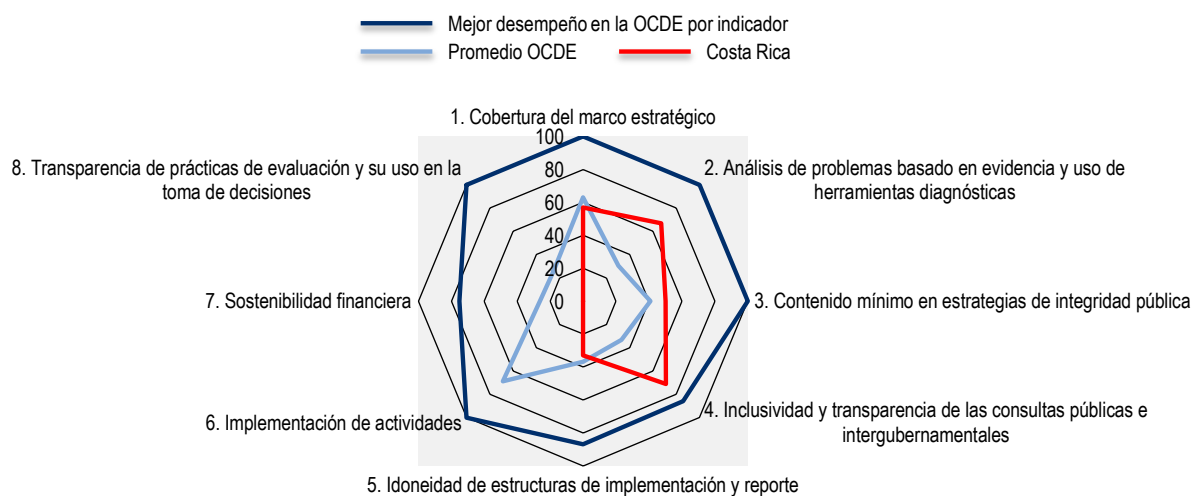 Mejor desempeño en la OCDE por indicador
Promedio OCDE
Costa Rica
1. Cobertura del marco estratégico
100
80
60
40
20
0
2. Análisis de problemas basado en evidencia y uso de
herramientas diagnósticas
3. Contenido mínimo en estrategias de integridad pública
4. Inclusividad y transparencia de las consultas públicas e
intergubernamentales
5. Idoneidad de estructuras de implementación y reporte
6. Implementación de actividades
7. Sostenibilidad financiera
8. Transparencia de prácticas de evaluación y su uso en la
toma de decisiones